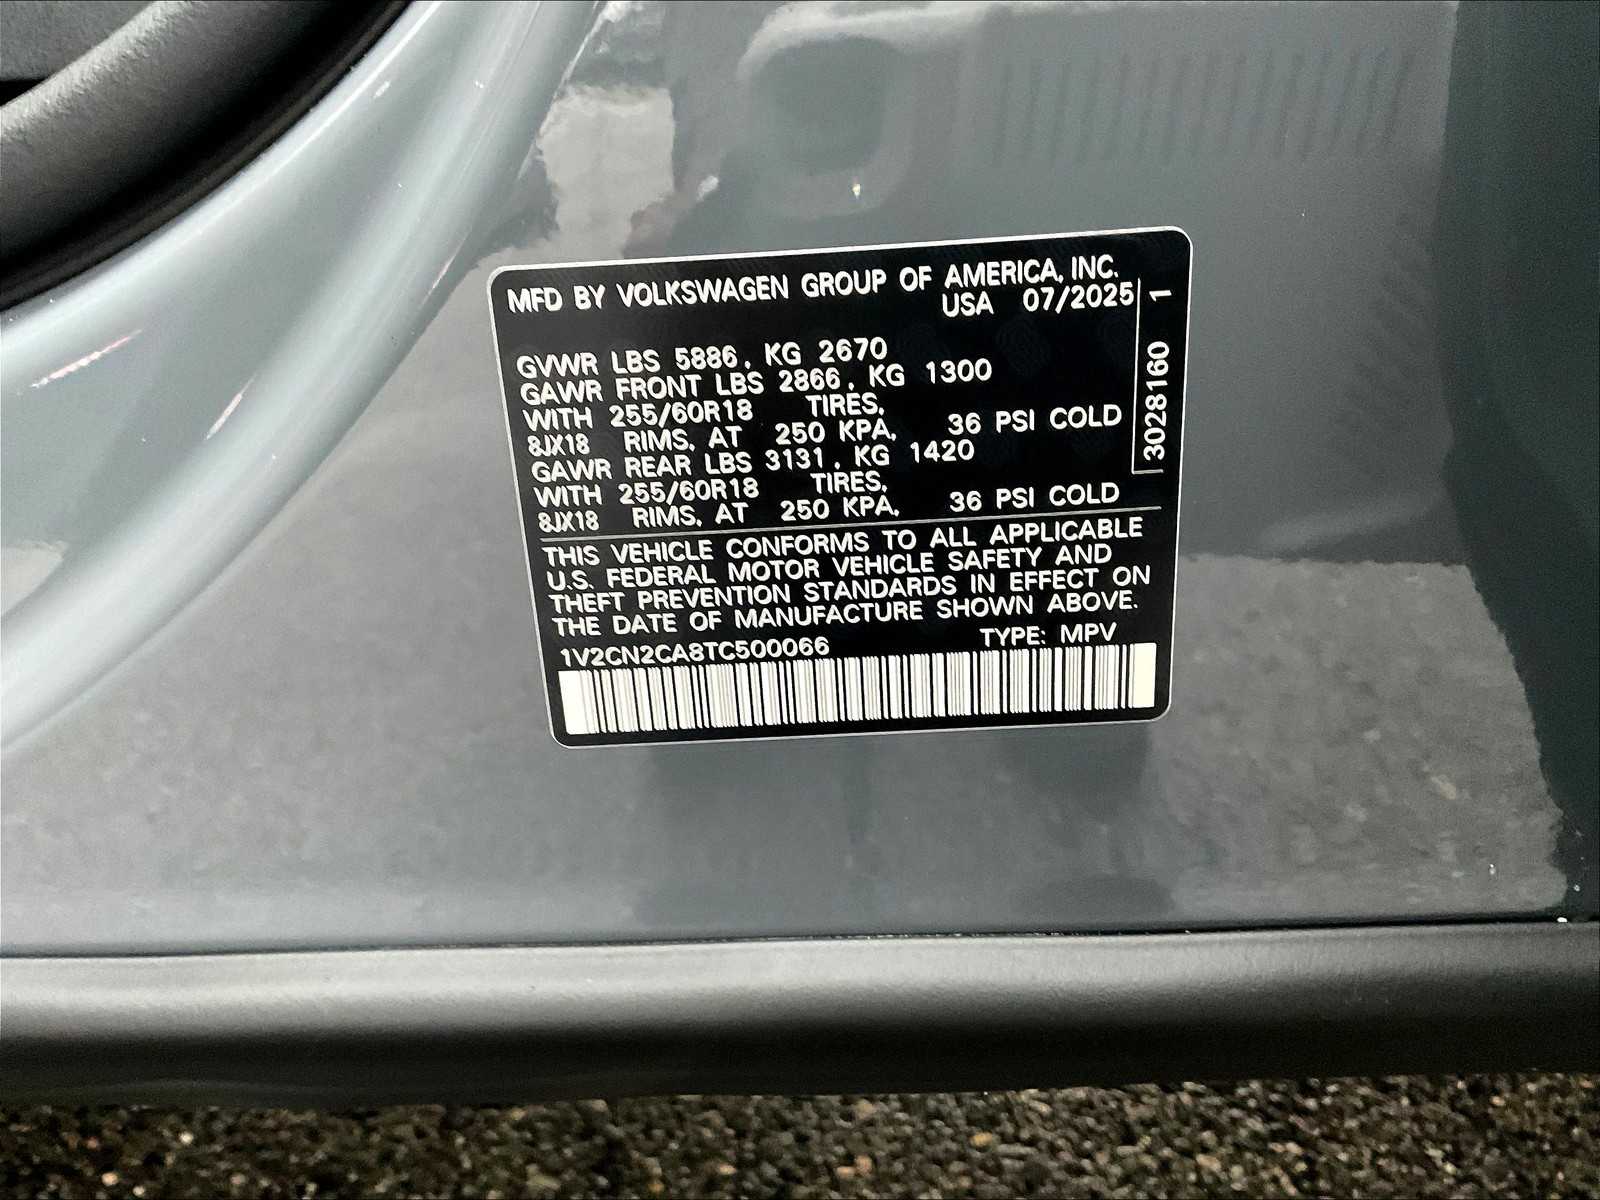 MFD BY VOLKSWAGEN GROUP OF AMERICA, INC.
USA 07/2025
GVWR LBS 5886, KG 2670
GAWR FRONT LBS 2866, KG 1300
WITH 255/60R18 TIRES,
8JX18 RIMS, AT 250 KPA, 36 PSI COLD
GAWR REAR LBS 3131, KG 1420
WITH 255/60R18 TIRES,
8JX18 RIMS, AT 250 KPA, 36 PSI COLD
3028160 1
THIS VEHICLE CONFORMS TO ALL APPLICABLE
U.S. FEDERAL MOTOR VEHICLE SAFETY AND
THEFT PREVENTION STANDARDS IN EFFECT ON
THE DATE OF MANUFACTURE SHOWN ABOVE.
1V2CN2CA8TC500066 TYPE: MPV